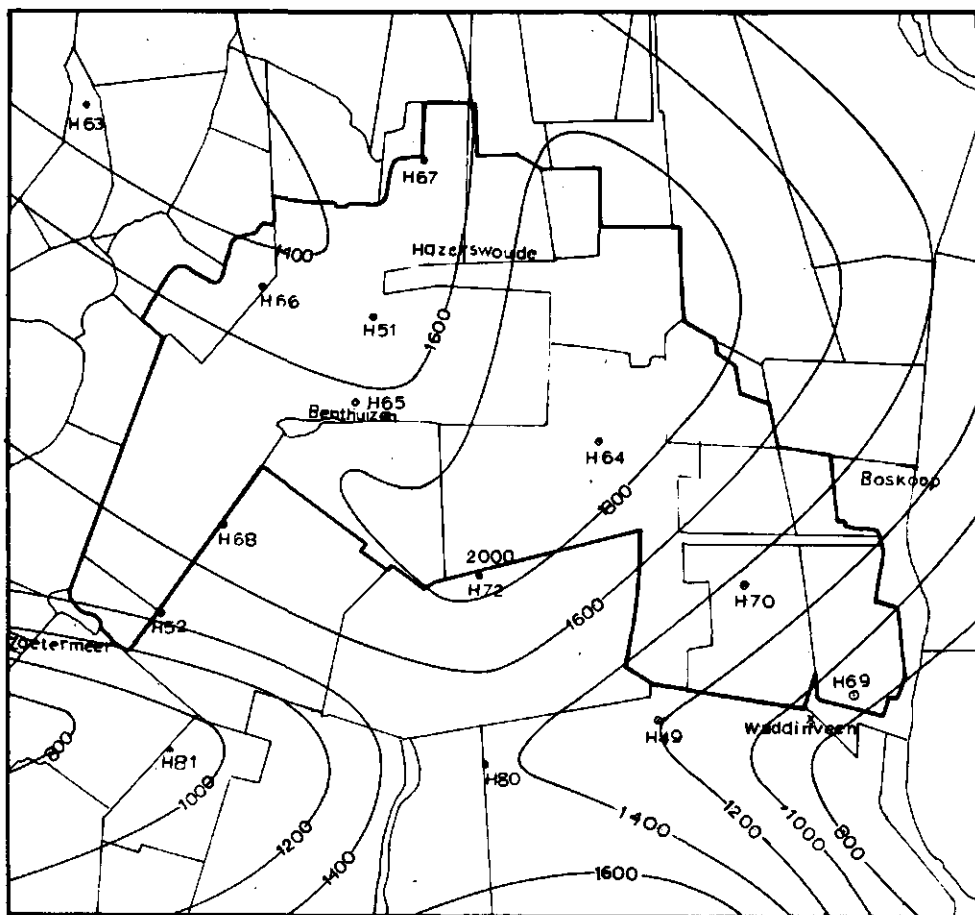 H63
H67
Hazerswoude
1400
H66
H51
1600
H65
Benthuizen
H64
Boskoop
1800
H68
2000
H72
H70
1600
H52
Zoetermeer
H69
H49
Waddinveen
800
H81
H80
1000
1400
1200
1000
800
1200
1400
1600